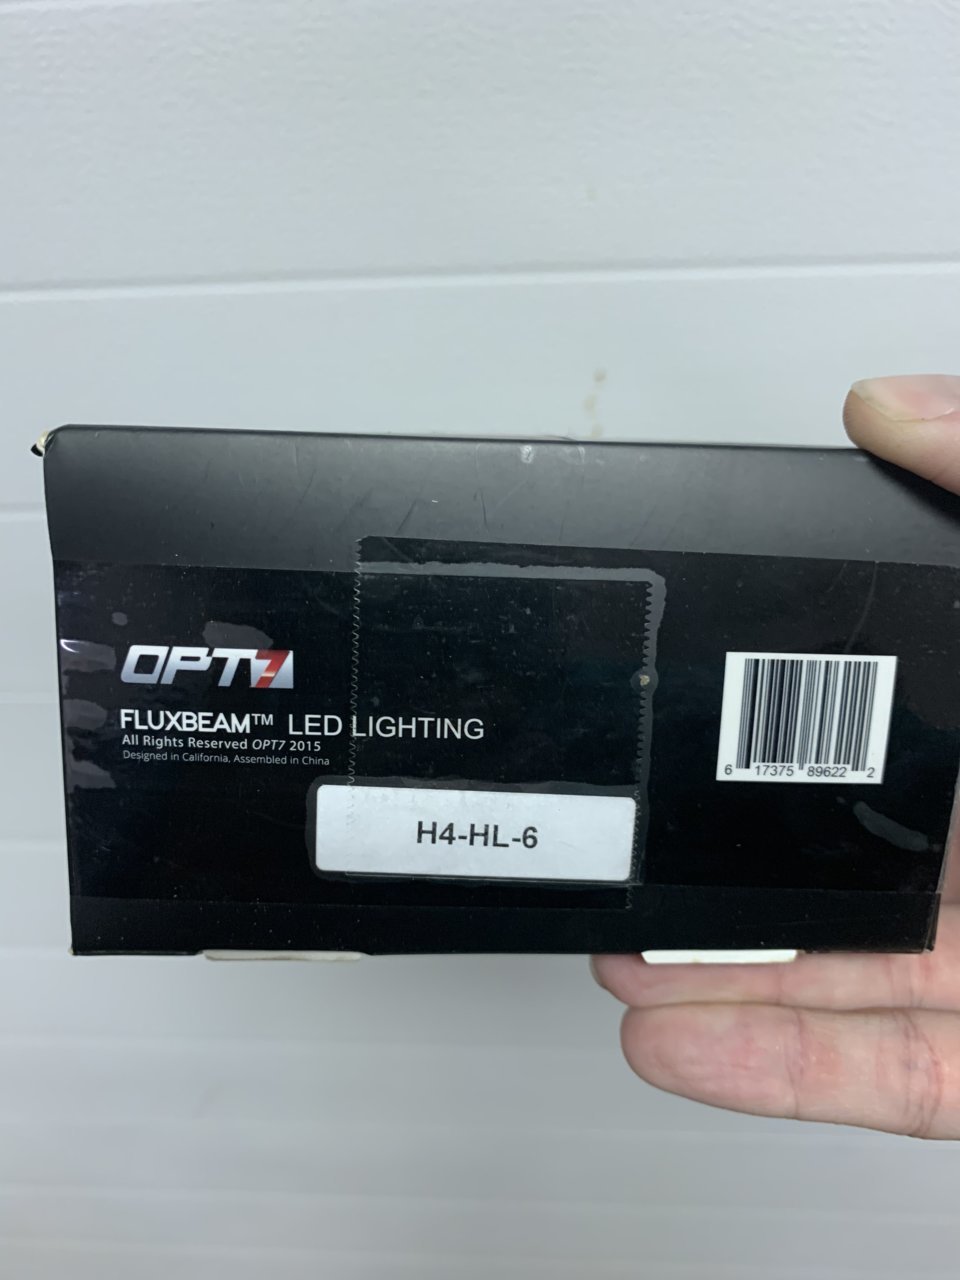 OPT7
FLUXBEAM™ LED LIGHTING
All Rights Reserved OPT7 2015
Designed in California, Assembled in China
H4-HL-6
6 17375 89622 2